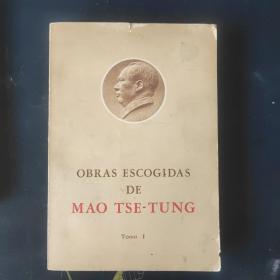 OBRAS ESCOGIDAS
DE
MAO TSE-TUNG
Tomo I